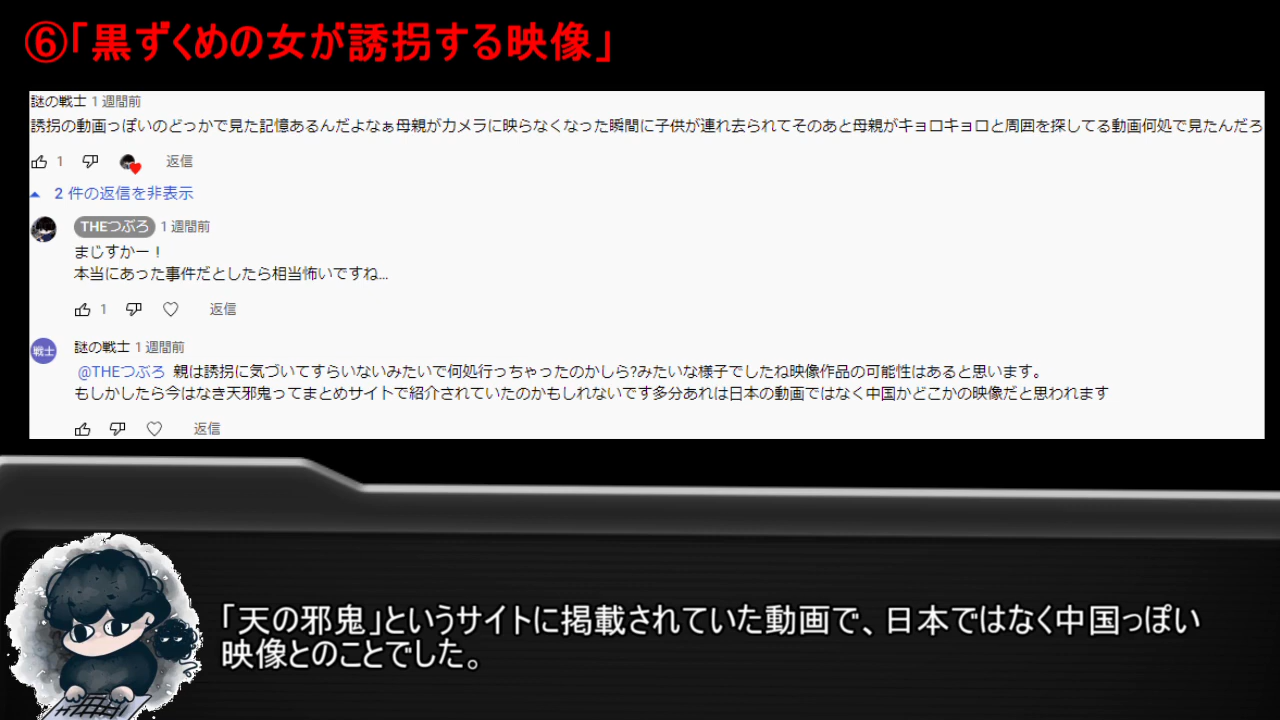 ⑥「黒ずくめの女が誘拐する映像」
謎の戦士 1 週間前
誘拐の動画っぽいのどっかで見た記憶あるんだよなぁ母親がカメラに映らなくなった瞬間に子供が連れ去られてそのあと母親がキョロキョロと周囲を探してる動画何処で見たんだろ
1 返信
2 件の返信を非表示
THEつぶろ 1 週間前
まじすかー！
本当にあった事件だとしたら相当怖いですね...
1 返信
戦士 謎の戦士 1 週間前
@THEつぶろ 親は誘拐に気づいてすらいないみたいで何処行っちゃったのかしら?みたいな様子でしたね映像作品の可能性はあると思います。
もしかしたら今はなき天邪鬼ってまとめサイトで紹介されていたのかもしれないです多分あれは日本の動画ではなく中国かどこかの映像だと思われます
返信
「天の邪鬼」というサイトに掲載されていた動画で、日本ではなく中国っぽい
映像とのことでした。